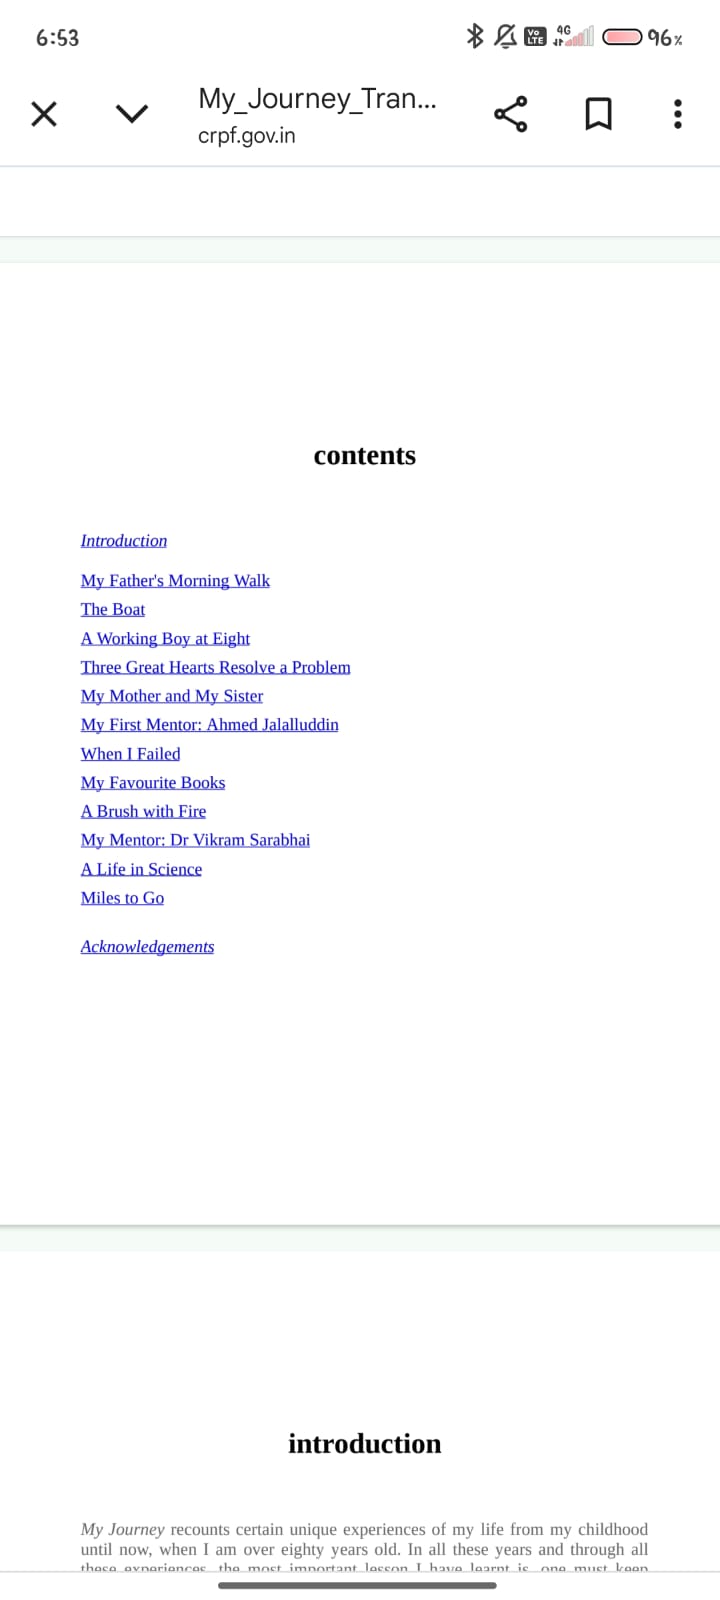 6:53
Vo LTE 4G 96%
My_Journey_Tran...
crpf.gov.in
contents
Introduction
My Father's Morning Walk
The Boat
A Working Boy at Eight
Three Great Hearts Resolve a Problem
My Mother and My Sister
My First Mentor: Ahmed Jalalluddin
When I Failed
My Favourite Books
A Brush with Fire
My Mentor: Dr Vikram Sarabhai
A Life in Science
Miles to Go
Acknowledgements
introduction
My Journey recounts certain unique experiences of my life from my childhood
until now, when I am over eighty years old. In all these years and through all
these experiences, the most important lesson I have learnt is, one must keep